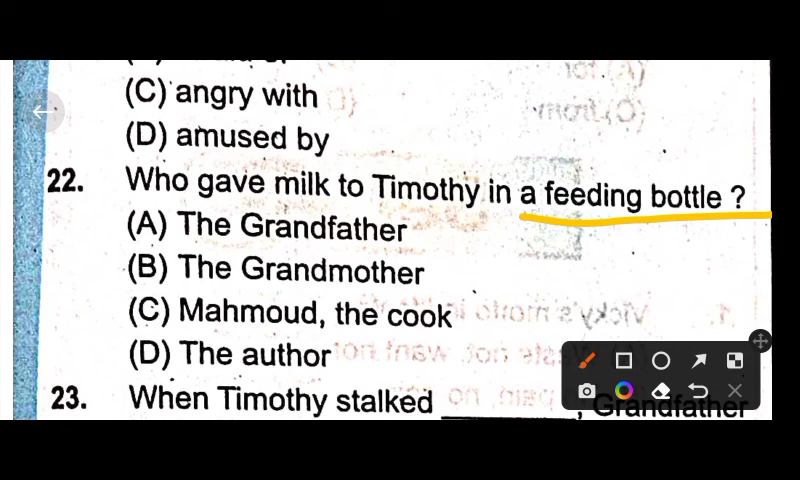 (C) angry with
(D) amused by
22. Who gave milk to Timothy in a feeding bottle ?
(A) The Grandfather
(B) The Grandmother
(C) Mahmoud, the cook
(D) The author
23. When Timothy stalked ________, Grandfather